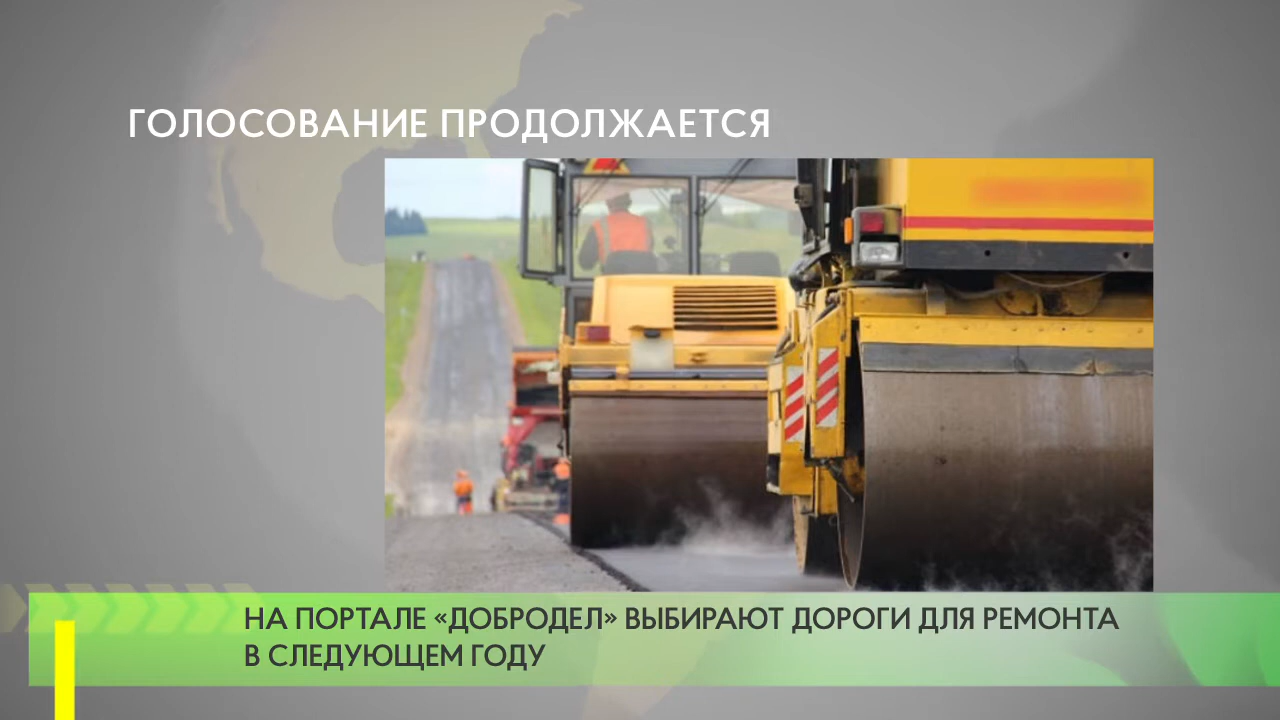 ГОЛОСОВАНИЕ ПРОДОЛЖАЕТСЯ
НА ПОРТАЛЕ «ДОБРОДЕЛ» ВЫБИРАЮТ ДОРОГИ ДЛЯ РЕМОНТА
В СЛЕДУЮЩЕМ ГОДУ